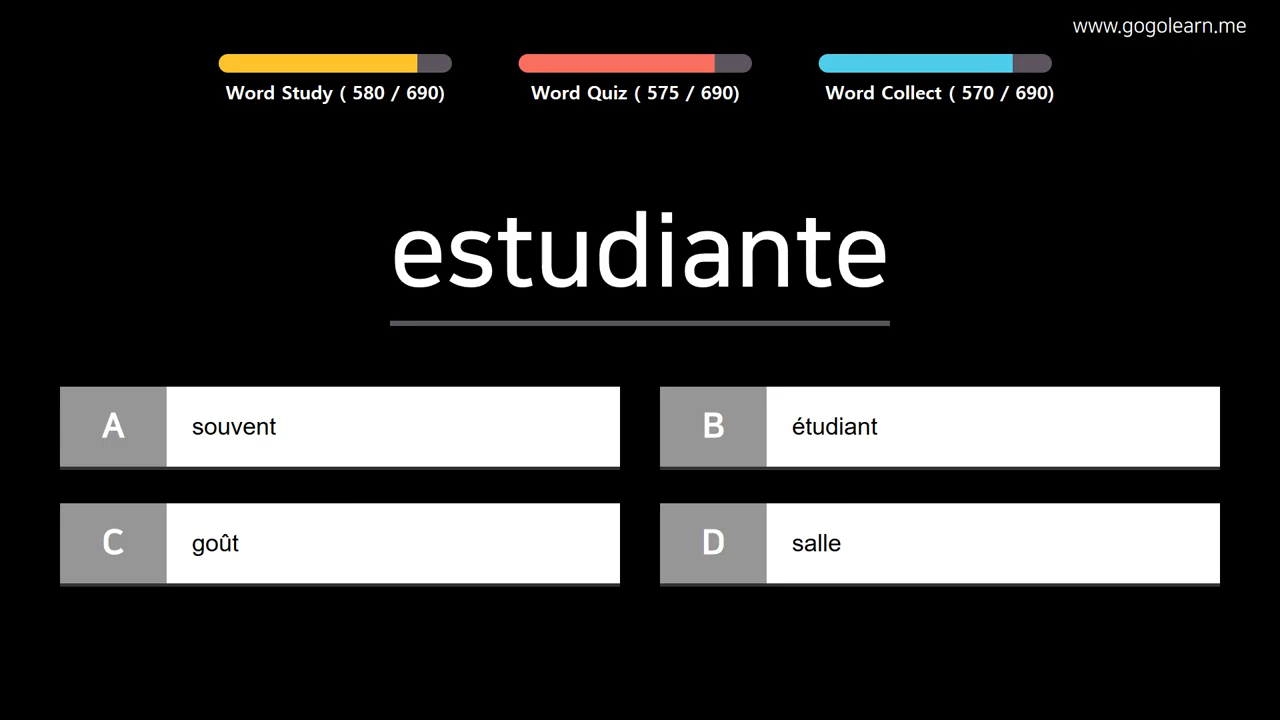 www.gogolearn.me
Word Study ( 580 / 690)
Word Quiz ( 575 / 690)
Word Collect ( 570 / 690)
estudiante
A souvent
B étudiant
C goût
D salle